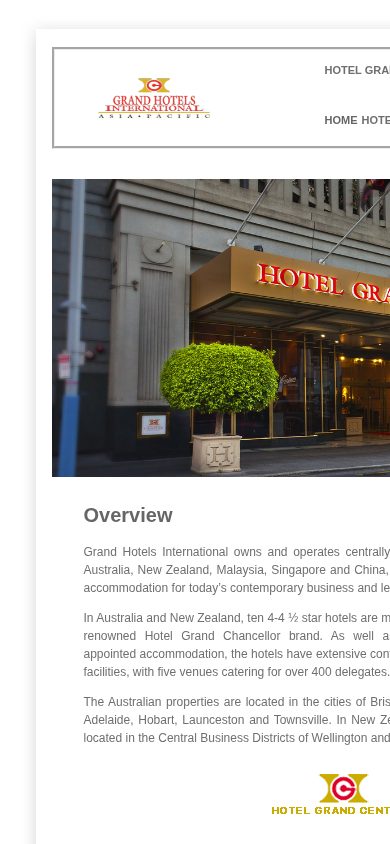 HOTEL GRA
GRAND HOTELS
INTERNATIONAL
ASIA • PACIFIC
HOME HOTE
HOTEL GRA
Overview
Grand Hotels International owns and operates centrally
Australia, New Zealand, Malaysia, Singapore and China,
accommodation for today's contemporary business and le
In Australia and New Zealand, ten 4-4 ½ star hotels are m
renowned Hotel Grand Chancellor brand. As well a
appointed accommodation, the hotels have extensive con
facilities, with five venues catering for over 400 delegates.
The Australian properties are located in the cities of Bris
Adelaide, Hobart, Launceston and Townsville. In New Ze
located in the Central Business Districts of Wellington and
HOTEL GRAND CENT